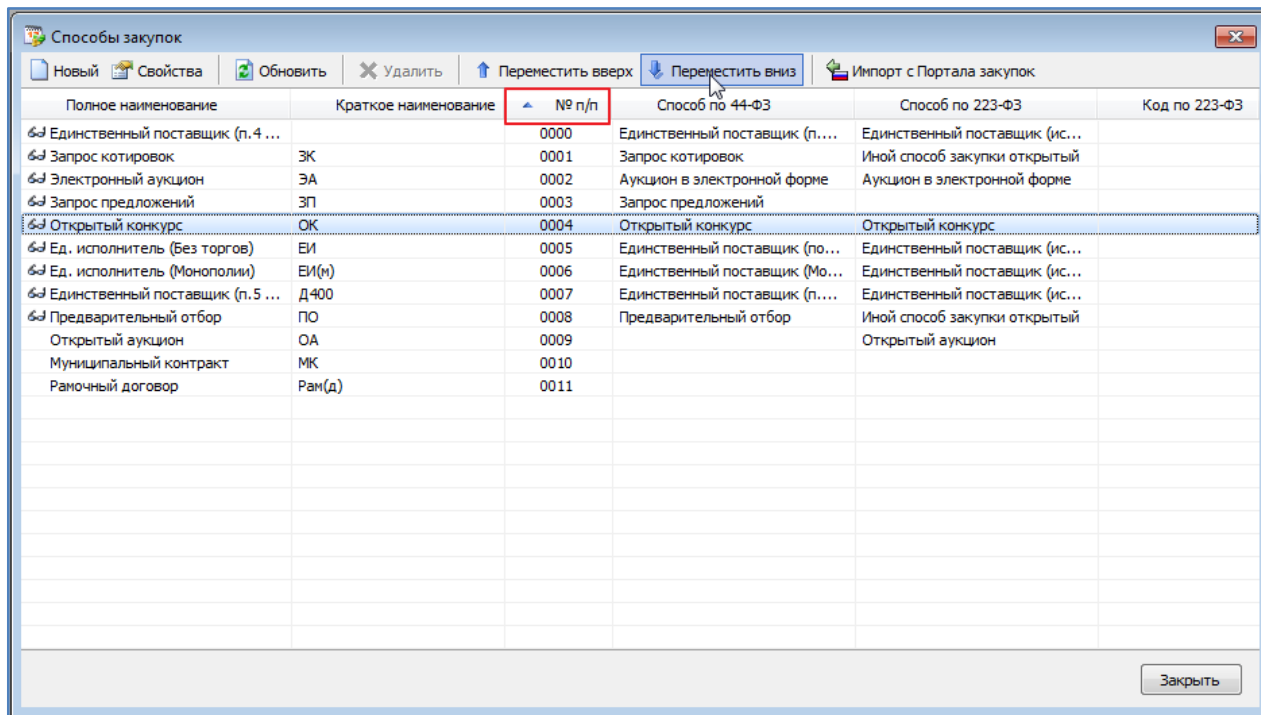 Способы закупок
Новый Свойства Обновить Удалить Переместить вверх Переместить вниз Импорт с Портала закупок
Полное наименование Краткое наименование № п/п Способ по 44-ФЗ Способ по 223-ФЗ Код по 223-ФЗ
Единственный поставщик (п.4 ... 0000 Единственный поставщик (п.... Единственный поставщик (ис...
Запрос котировок ЗК 0001 Запрос котировок Иной способ закупки открытый
Электронный аукцион ЭА 0002 Аукцион в электронной форме Аукцион в электронной форме
Запрос предложений ЗП 0003 Запрос предложений
Открытый конкурс ОК 0004 Открытый конкурс Открытый конкурс
Ед. исполнитель (Без торгов) ЕИ 0005 Единственный поставщик (по... Единственный поставщик (ис...
Ед. исполнитель (Монополии) ЕИ(м) 0006 Единственный поставщик (Мо... Единственный поставщик (ис...
Единственный поставщик (п.5 ... Д400 0007 Единственный поставщик (п.... Единственный поставщик (ис...
Предварительный отбор ПО 0008 Предварительный отбор Иной способ закупки открытый
Открытый аукцион ОА 0009 Открытый аукцион
Муниципальный контракт МК 0010
Рамочный договор Рам(д) 0011
Закрыть